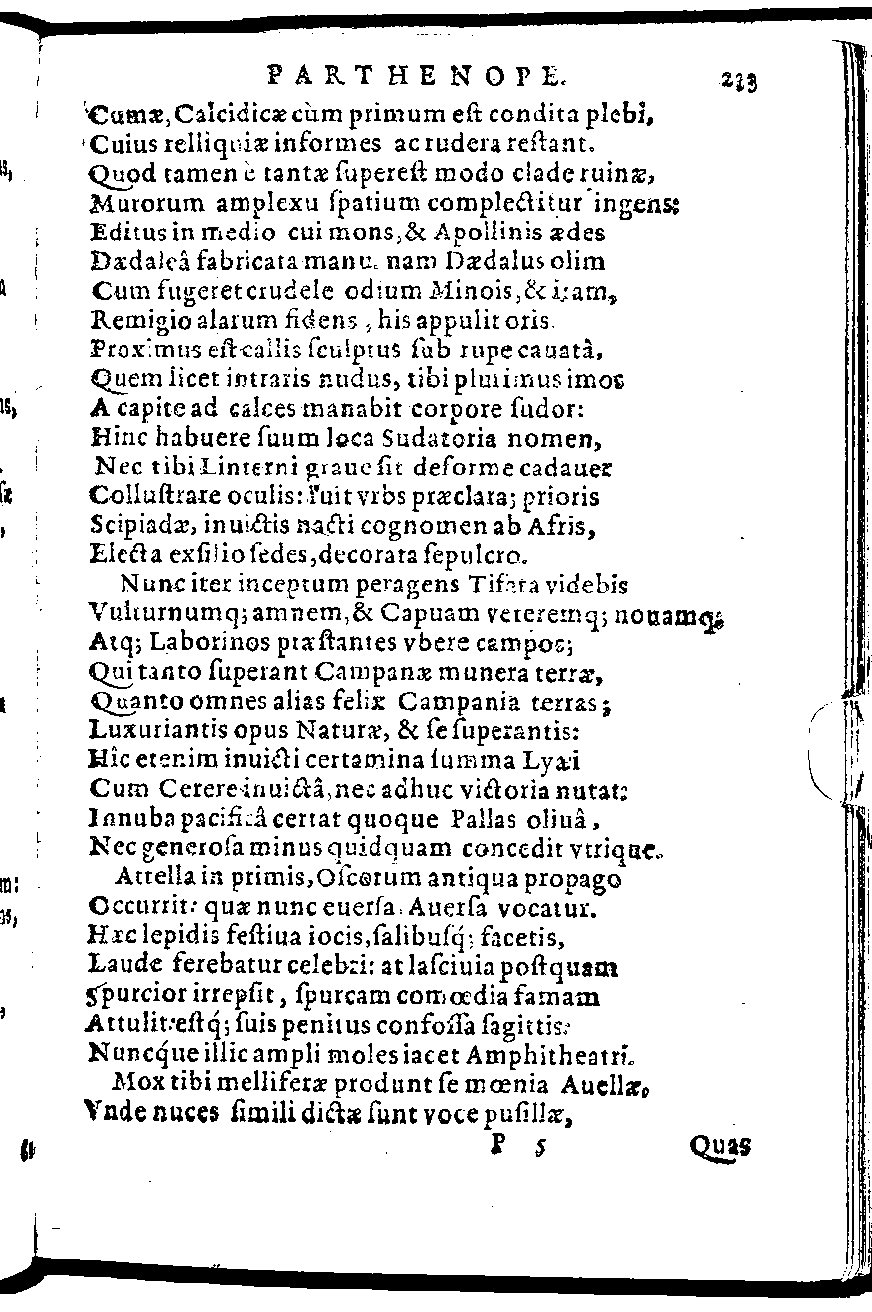 PARTHENOPE. 233
Cumæ, Calcidicæ cùm primum eſt condita plebi,
Cuius relliquiæ informes ac rudera reſtant.
Quod tamen è tantæ ſupereſt modo clade ruinæ,
Murorum amplexu ſpatium complectitur ingens:
Editus in medio cui mons, & Apollinis ædes
Dædaleâ fabricata manu. nam Dædalus olim
Cum fugeret crudele odium Minois, & iram,
Remigio alarum fidens, his appulit oris.
Proximus eſt callis ſculptus ſub rupe cauatâ,
Quem licet intraris nudus, tibi plurimus imos
A capite ad calces manabit corpore ſudor:
Hinc habuere ſuum loca Sudatoria nomen,
Nec tibi Linterni graue ſit deforme cadauer
Colluſtrare oculis: Fuit vrbs præclara; prioris
Scipiadæ, inuictis nacti cognomen ab Afris,
Electa exſilio ſedes, decorata ſepulcro.
Nunc iter inceptum peragens Tifata videbis
Vulturnumq; amnem, & Capuam veteremq; nouamq;
Atq; Laborinos præſtantes vbere campos;
Qui tanto ſuperant Campanæ munera terræ,
Quanto omnes alias felix Campania terras;
Luxuriantis opus Naturæ, & ſe ſuperantis:
Hîc etenim inuicti certamina ſumma Lyæi
Cum Cerere inuictâ, nec adhuc victoria nutat:
Innuba pacificâ certat quoque Pallas oliuâ,
Nec generoſa minus quidquam concedit vtrique.
Attella in primis, Oſcorum antiqua propago
Occurrit: quæ nunc euerſa Auerſa vocatur.
Hæc lepidis feſtiua iocis, ſalibuſq́; facetis,
Laude ferebatur celebri: at laſciuia poſtquam
Spurcior irrepſit, ſpurcam comœdia famam
Attulit: eſtq́; ſuis penitus confoſſa ſagittis:
Nuncq́ue illic ampli moles iacet Amphitheatri.
Mox tibi melliferæ produnt ſe mœnia Auellæ,
Vnde nuces ſimili dictæ ſunt voce puſillæ,
P 5 Quas